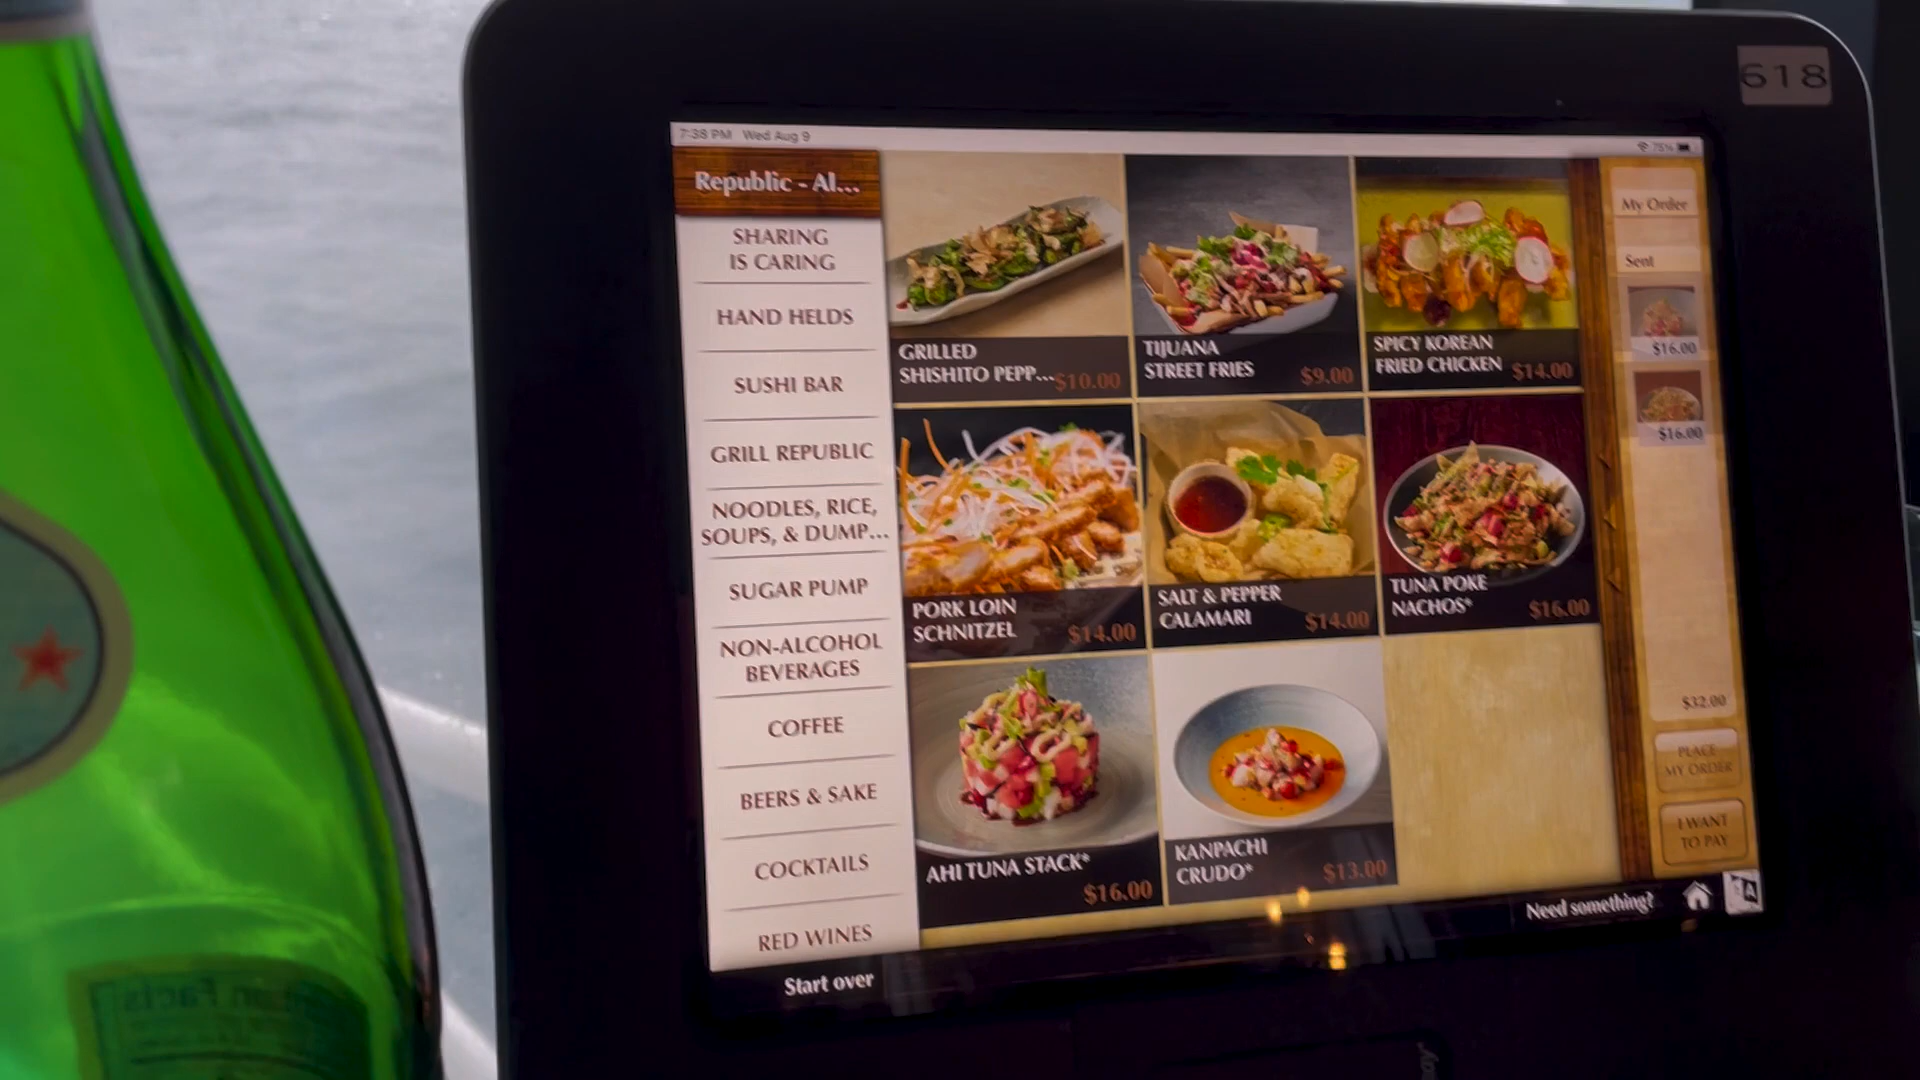 618
7:38 PM Wed Aug 9
75%
Republic - Al...
SHARING
IS CARING
HAND HELDS
SUSHI BAR
GRILL REPUBLIC
NOODLES, RICE,
SOUPS, & DUMP...
SUGAR PUMP
NON-ALCOHOL
BEVERAGES
COFFEE
BEERS & SAKE
COCKTAILS
RED WINES
Start over
GRILLED
SHISHITO PEPP... $10.00
TIJUANA
STREET FRIES $9.00
SPICY KOREAN
FRIED CHICKEN $14.00
PORK LOIN
SCHNITZEL $14.00
SALT & PEPPER
CALAMARI $14.00
TUNA POKE
NACHOS* $16.00
AHI TUNA STACK*
$16.00
KANPACHI
CRUDO* $13.00
My Order
Sent
$16.00
$16.00
$32.00
PLACE
MY ORDER
I WANT
TO PAY
Need something?
A